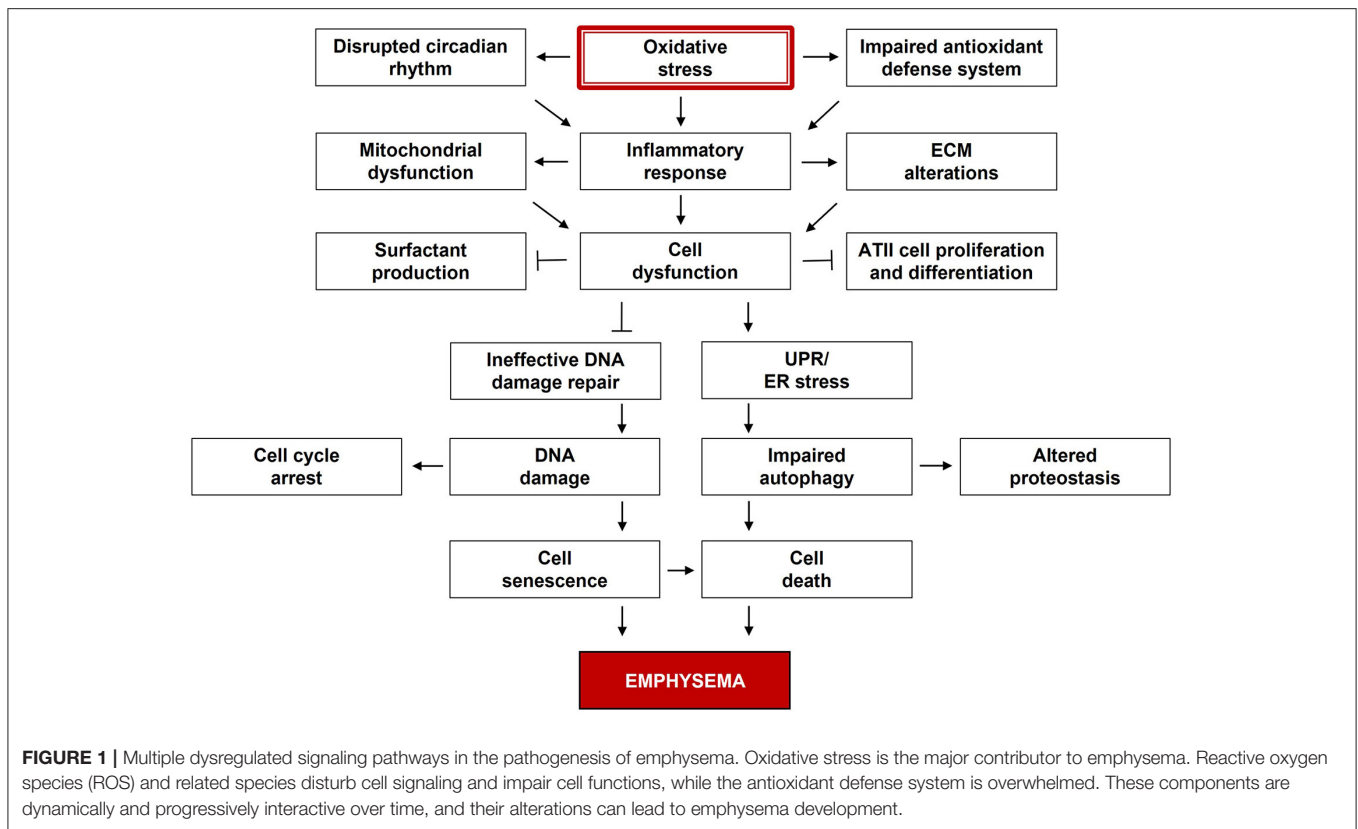 Disrupted circadian
rhythm
Oxidative
stress
Impaired antioxidant
defense system
Mitochondrial
dysfunction
Inflammatory
response
ECM
alterations
Surfactant
production
Cell
dysfunction
ATII cell proliferation
and differentiation
Ineffective DNA
damage repair
UPR/
ER stress
Cell cycle
arrest
DNA
damage
Impaired
autophagy
Altered
proteostasis
Cell
senescence
Cell
death
EMPHYSEMA
FIGURE 1 | Multiple dysregulated signaling pathways in the pathogenesis of emphysema. Oxidative stress is the major contributor to emphysema. Reactive oxygen
species (ROS) and related species disturb cell signaling and impair cell functions, while the antioxidant defense system is overwhelmed. These components are
dynamically and progressively interactive over time, and their alterations can lead to emphysema development.